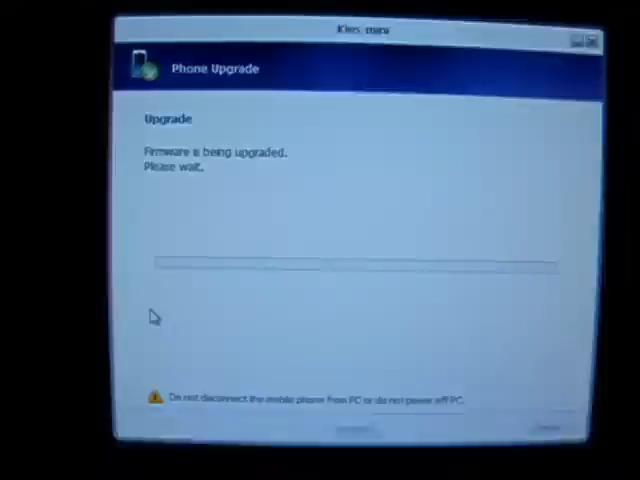 Kies mini
Phone Upgrade
Upgrade
Firmware is being upgraded.
Please wait.
Do not disconnect the mobile phone from PC or do not power off PC.